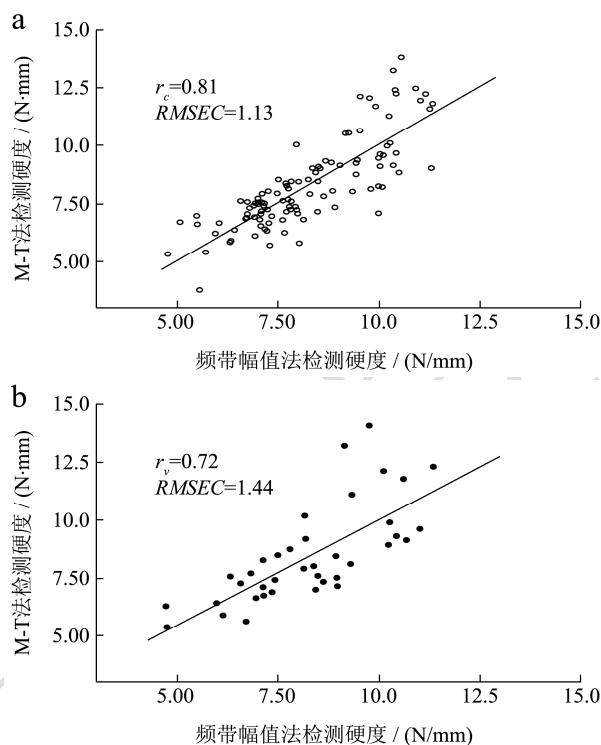 a
15.0
r_c=0.81
RMSEC=1.13
12.5
10.0
7.50
5.00
M-T法检测硬度 / (N·mm)
5.00 7.50 10.0 12.5 15.0
频带幅值法检测硬度 / (N/mm)
b
15.0
r_v=0.72
RMSEC=1.44
12.5
10.0
7.50
5.00
M-T法检测硬度 / (N·mm)
5.00 7.50 10.0 12.5 15.0
频带幅值法检测硬度 / (N/mm)